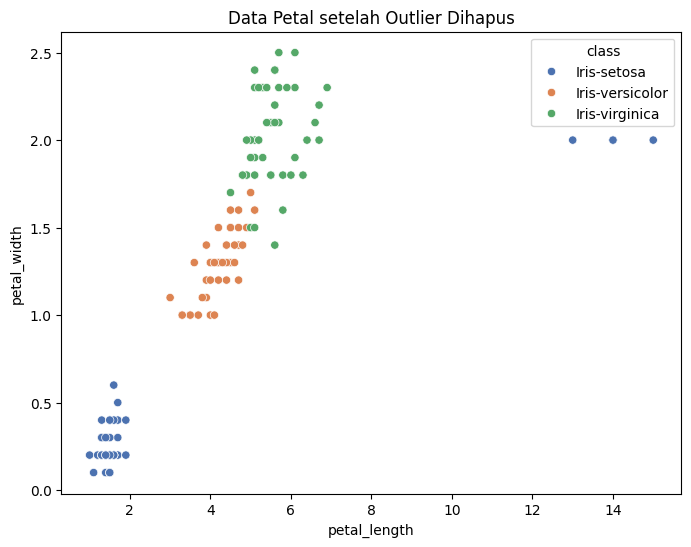 Data Petal setelah Outlier Dihapus
class
Iris-setosa
Iris-versicolor
Iris-virginica
petal_width
2.5
2.0
1.5
1.0
0.5
0.0
2 4 6 8 10 12 14
petal_length